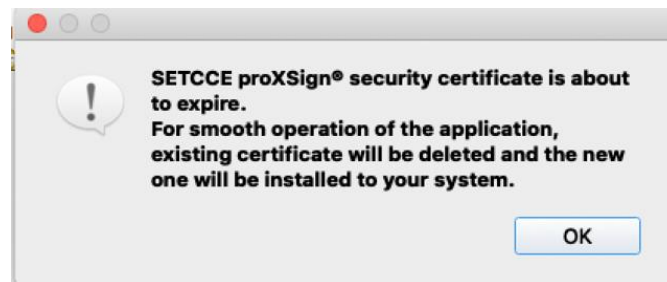 SETCCE proXSign® security certificate is about
to expire.
For smooth operation of the application,
existing certificate will be deleted and the new
one will be installed to your system.
OK